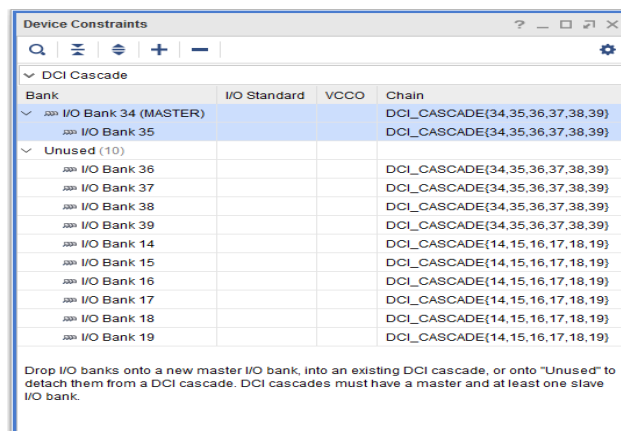 Device Constraints
DCI Cascade
Bank I/O Standard VCCO Chain
I/O Bank 34 (MASTER) DCI_CASCADE{34,35,36,37,38,39}
I/O Bank 35 DCI_CASCADE{34,35,36,37,38,39}
Unused (10)
I/O Bank 36 DCI_CASCADE{34,35,36,37,38,39}
I/O Bank 37 DCI_CASCADE{34,35,36,37,38,39}
I/O Bank 38 DCI_CASCADE{34,35,36,37,38,39}
I/O Bank 39 DCI_CASCADE{34,35,36,37,38,39}
I/O Bank 14 DCI_CASCADE{14,15,16,17,18,19}
I/O Bank 15 DCI_CASCADE{14,15,16,17,18,19}
I/O Bank 16 DCI_CASCADE{14,15,16,17,18,19}
I/O Bank 17 DCI_CASCADE{14,15,16,17,18,19}
I/O Bank 18 DCI_CASCADE{14,15,16,17,18,19}
I/O Bank 19 DCI_CASCADE{14,15,16,17,18,19}
Drop I/O banks onto a new master I/O bank, into an existing DCI cascade, or onto "Unused" to
detach them from a DCI cascade. DCI cascades must have a master and at least one slave
I/O bank.